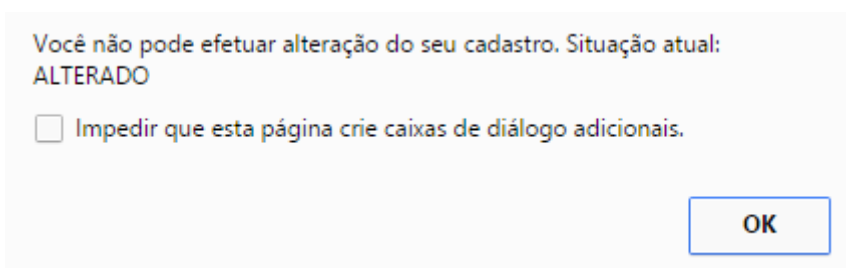 Você não pode efetuar alteração do seu cadastro. Situação atual:
ALTERADO
Impedir que esta página crie caixas de diálogo adicionais.
OK